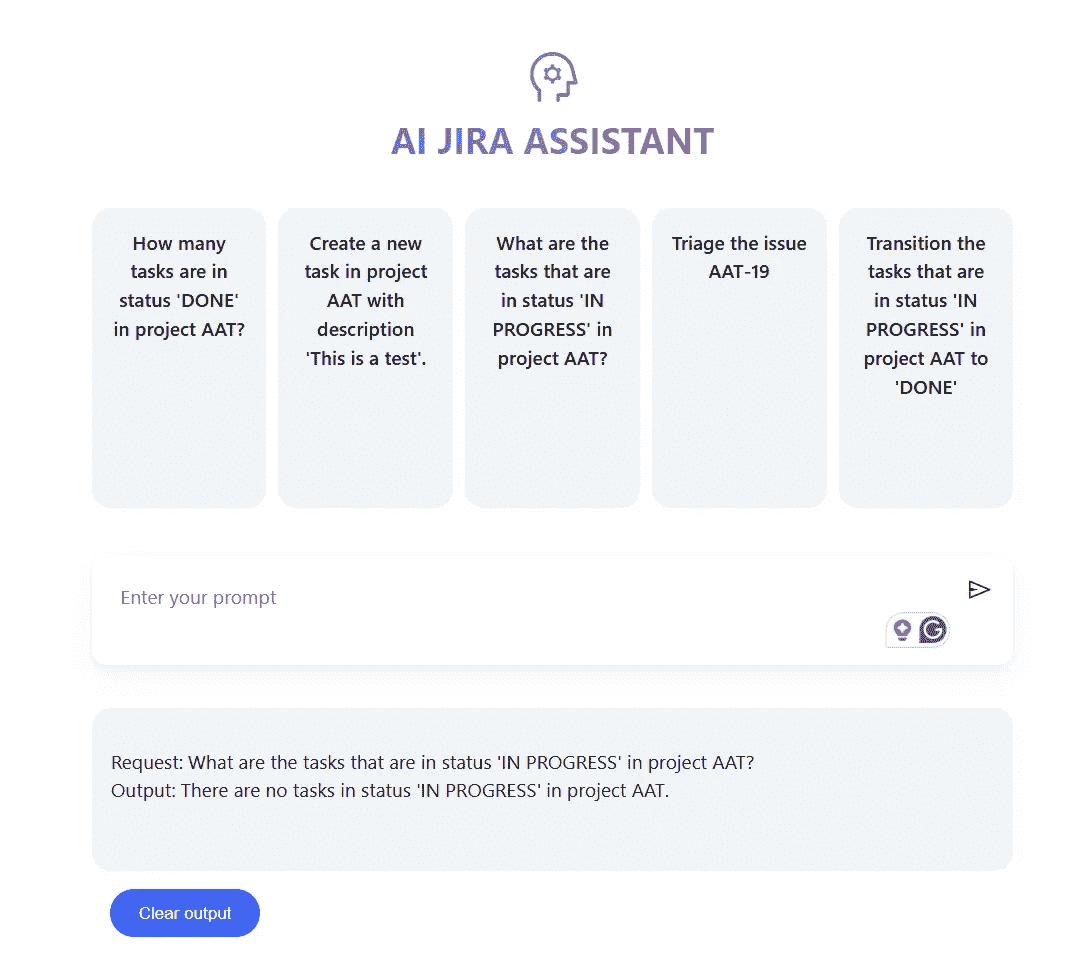 AI JIRA ASSISTANT
How many
tasks are in
status 'DONE'
in project AAT?
Create a new
task in project
AAT with
description
'This is a test'.
What are the
tasks that are
in status 'IN
PROGRESS' in
project AAT?
Triage the issue
AAT-19
Transition the
tasks that are
in status 'IN
PROGRESS' in
project AAT to
'DONE'
Enter your prompt
Request: What are the tasks that are in status 'IN PROGRESS' in project AAT?
Output: There are no tasks in status 'IN PROGRESS' in project AAT.
Clear output